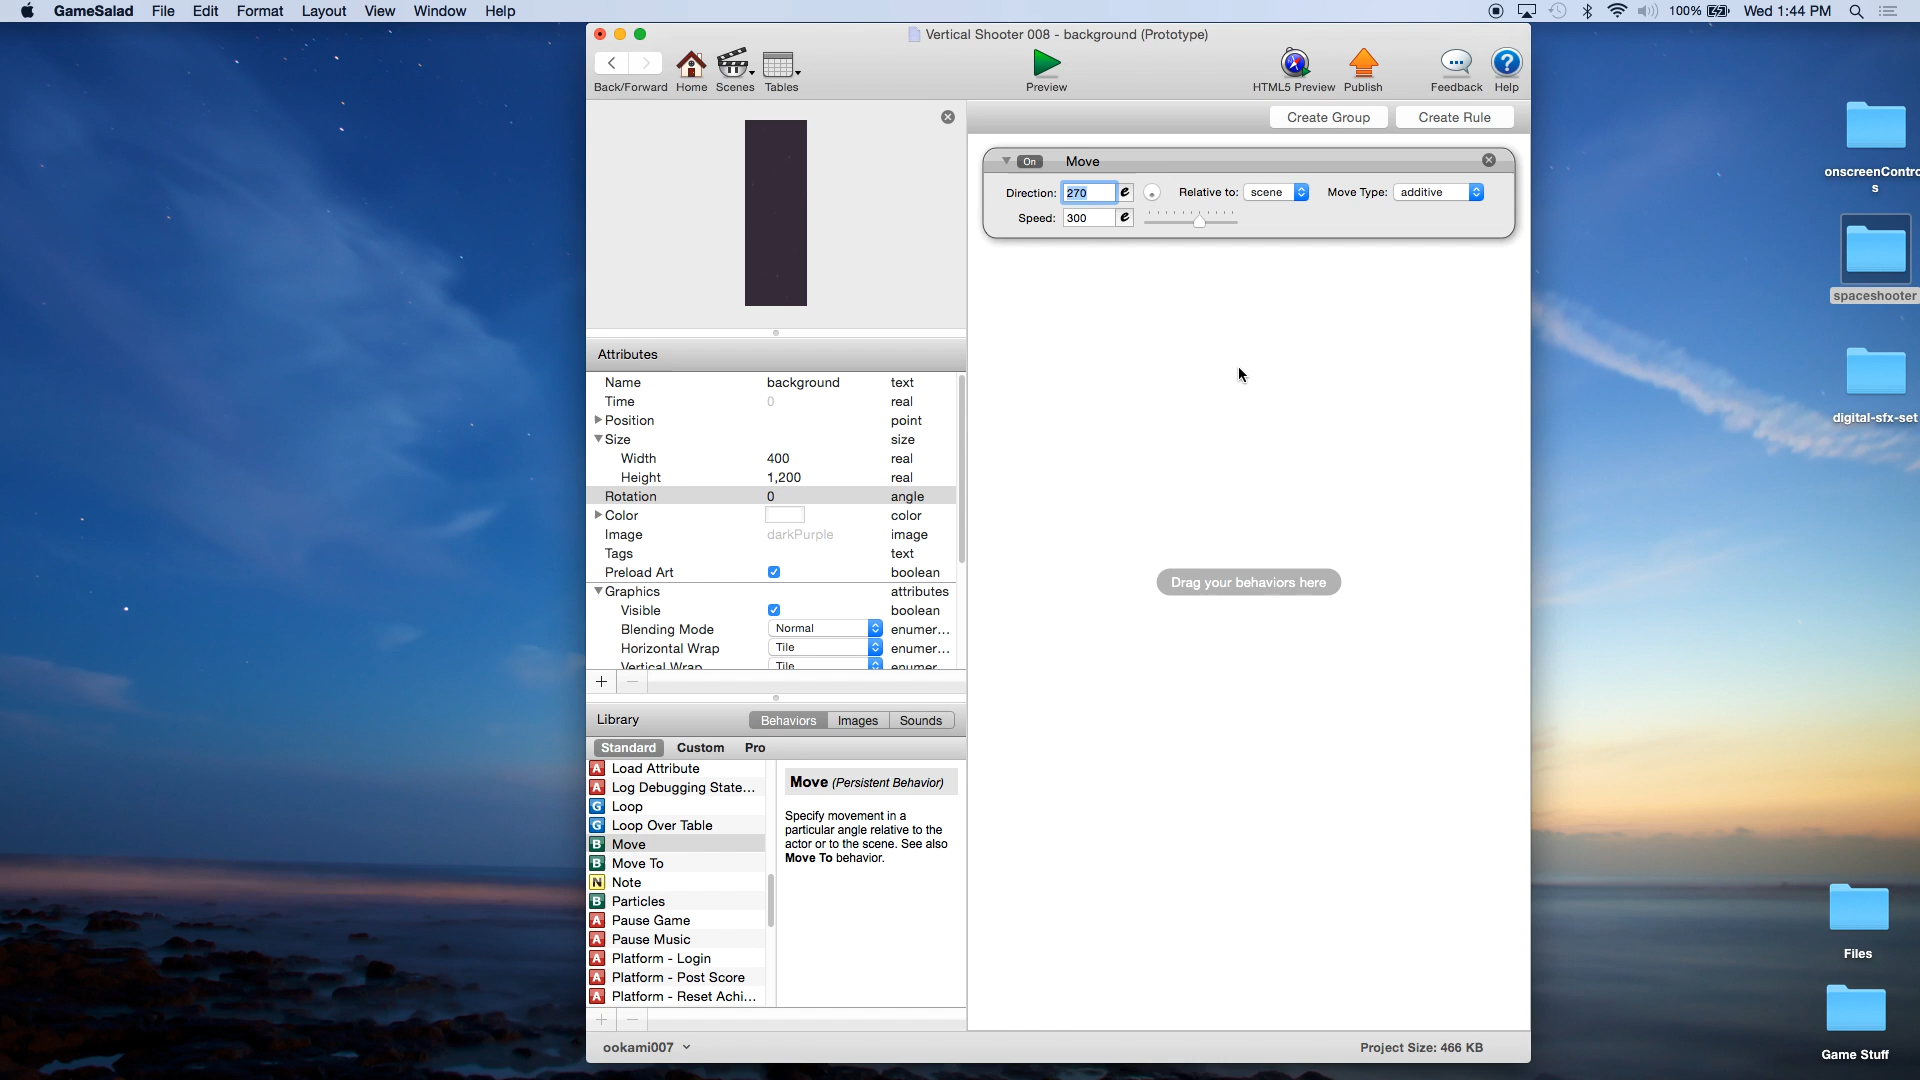 GameSalad File Edit Format Layout View Window Help
100% Wed 1:44 PM
Vertical Shooter 008 - background (Prototype)
Back/Forward Home Scenes Tables Preview HTML5 Preview Publish Feedback Help
Create Group Create Rule
On Move
Direction: 270 e Relative to: scene Move Type: additive
Speed: 300 e
Drag your behaviors here
Attributes
Name background text
Time 0 real
Position point
Size size
Width 400 real
Height 1,200 real
Rotation 0 angle
Color color
Image darkPurple image
Tags text
Preload Art boolean
Graphics attributes
Visible boolean
Blending Mode Normal enumer...
Horizontal Wrap Tile enumer...
Vertical Wrap Tile enumer
Library Behaviors Images Sounds
Standard Custom Pro
A Load Attribute
A Log Debugging State...
G Loop
G Loop Over Table
B Move
B Move To
N Note
B Particles
A Pause Game
A Pause Music
A Platform - Login
A Platform - Post Score
A Platform - Reset Achi...
Move (Persistent Behavior)
Specify movement in a
particular angle relative to the
actor or to the scene. See also
Move To behavior.
ookami007 Project Size: 466 KB
onscreenContro
s
spaceshooter
digital-sfx-set
Files
Game Stuff